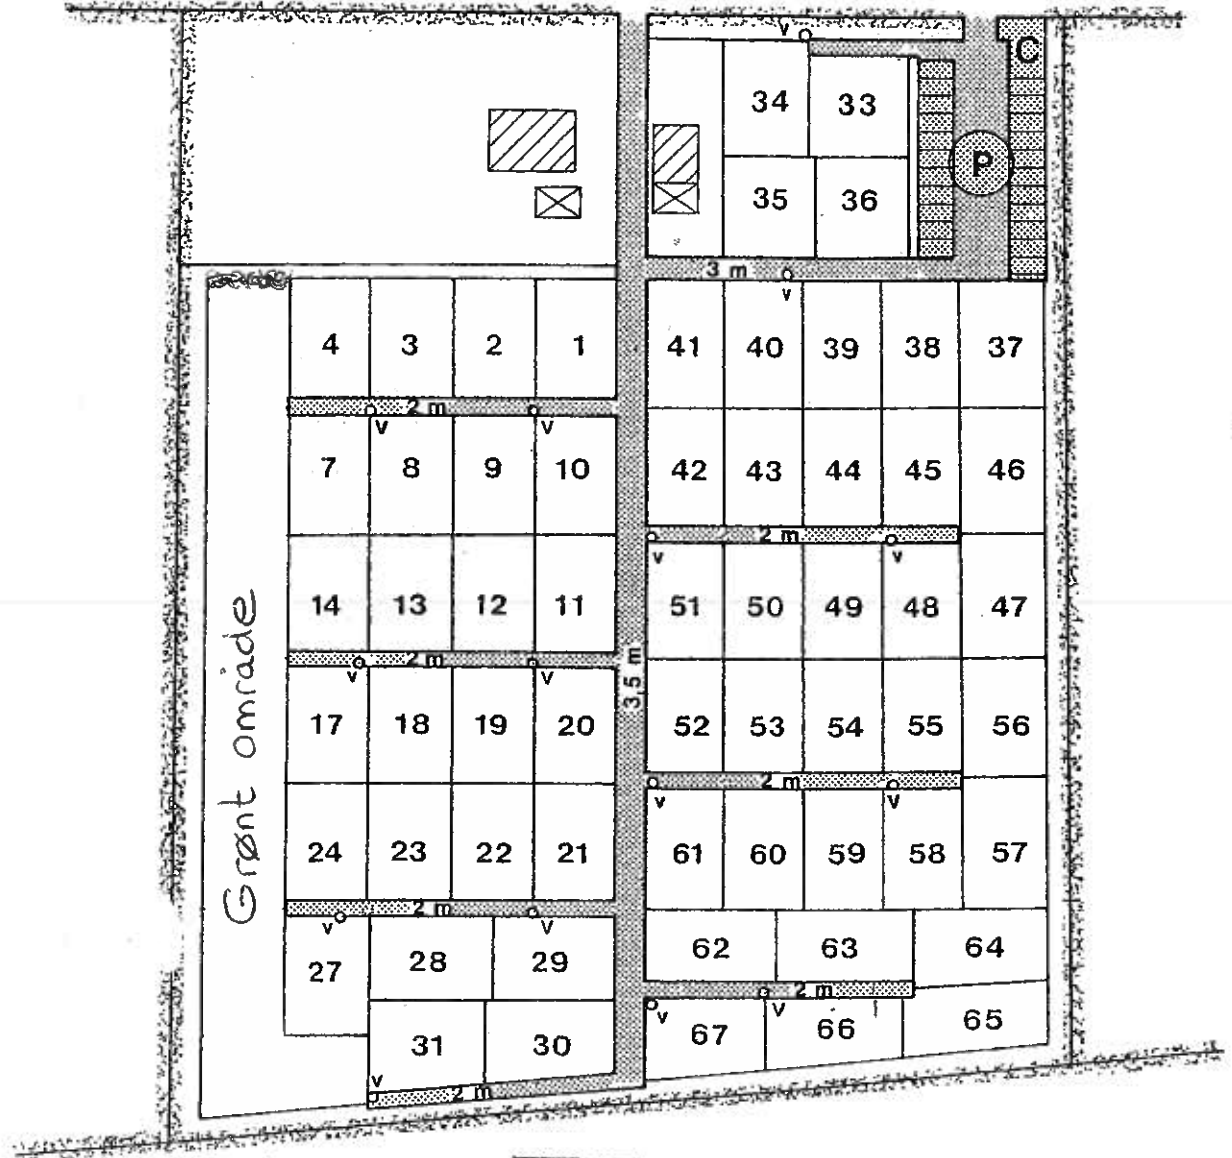 v
C
34 33
P
35 36
3 m
v
4 3 2 1
41 40 39 38 37
2 m
v v
7 8 9 10
42 43 44 45 46
2 m
v v
14 13 12 11
51 50 49 48 47
2 m
v v
3,5 m
17 18 19 20
52 53 54 55 56
2 m
v v
Grønt område
24 23 22 21
61 60 59 58 57
2 m
v v
27 28 29
62 63 64
2 m
v v
31 30
67 66 65
v
2 m